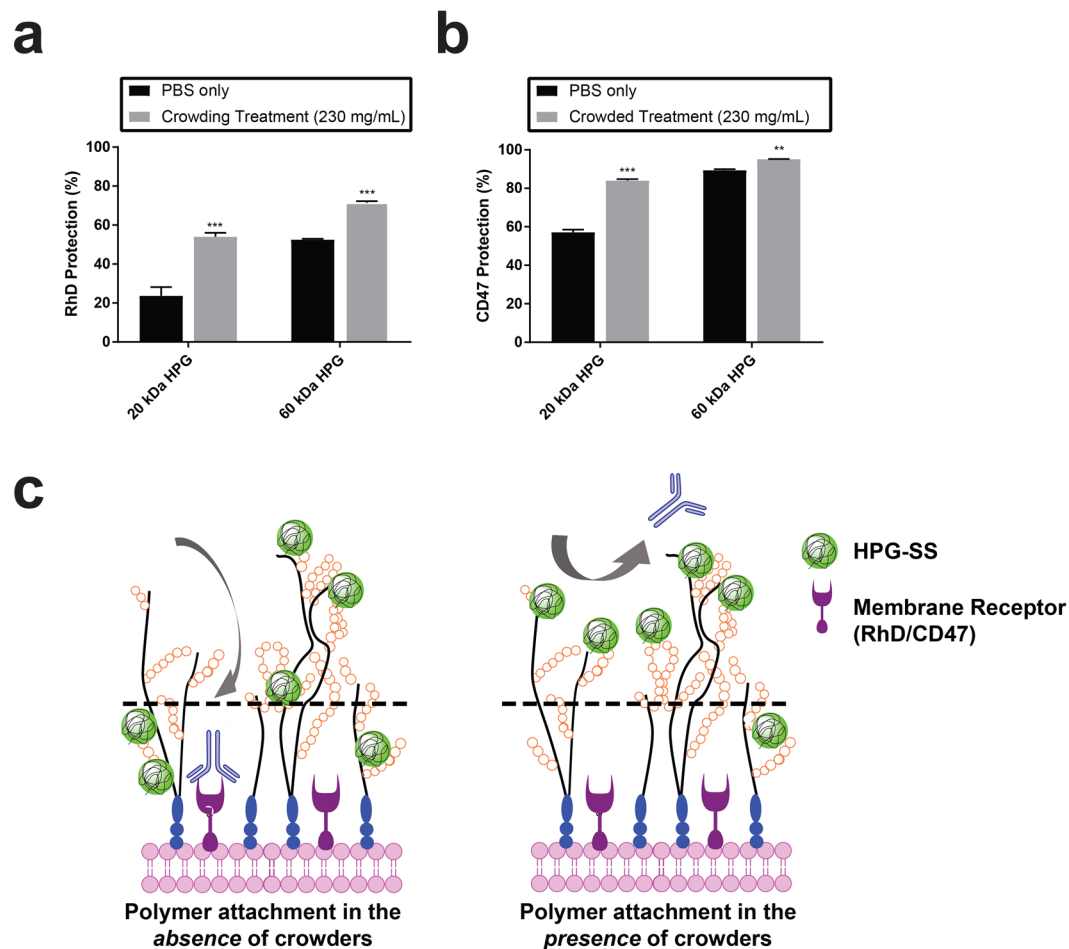 a
PBS only
Crowding Treatment (230 mg/mL)
RhD Protection (%)
100
80
60
40
20
0
***
***
20 kDa HPG
60 kDa HPG
b
PBS only
Crowded Treatment (230 mg/mL)
CD47 Protection (%)
100
80
60
40
20
0
***
**
20 kDa HPG
60 kDa HPG
c
HPG-SS
Membrane Receptor
(RhD/CD47)
Polymer attachment in the
absence of crowders
Polymer attachment in the
presence of crowders